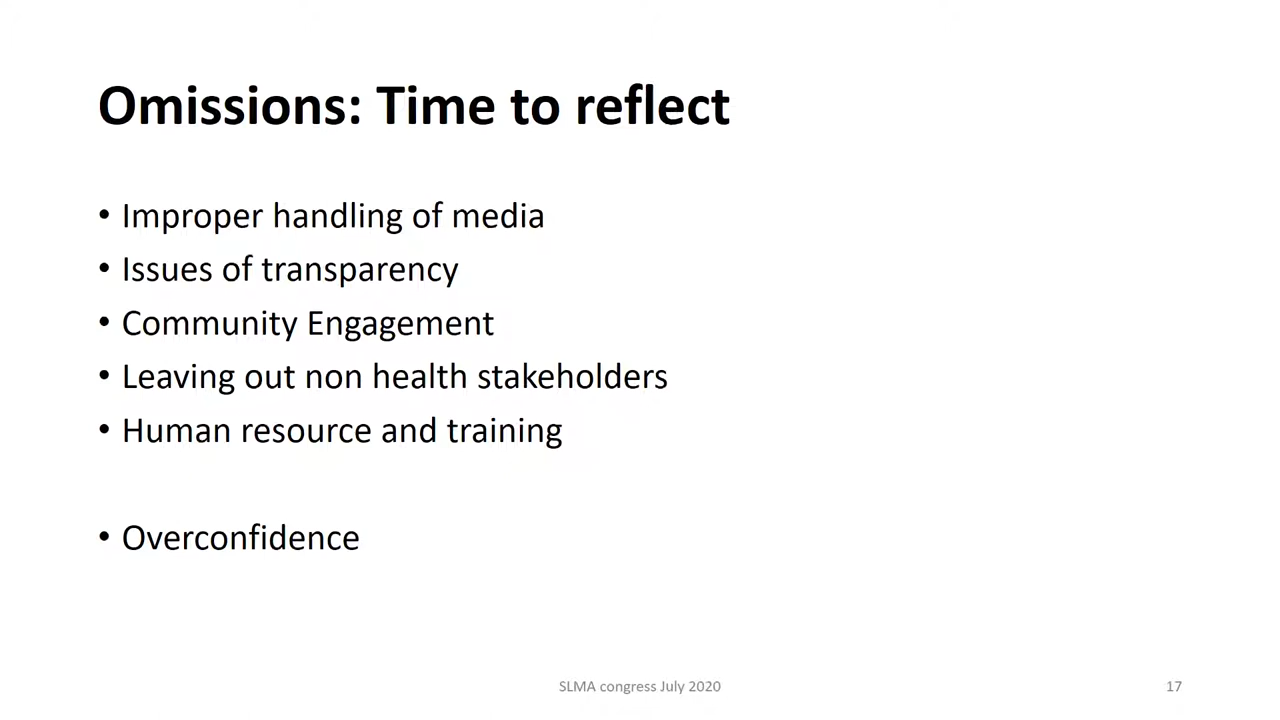 Omissions: Time to reflect
• Improper handling of media
• Issues of transparency
• Community Engagement
• Leaving out non health stakeholders
• Human resource and training
• Overconfidence
SLMA congress July 2020
17